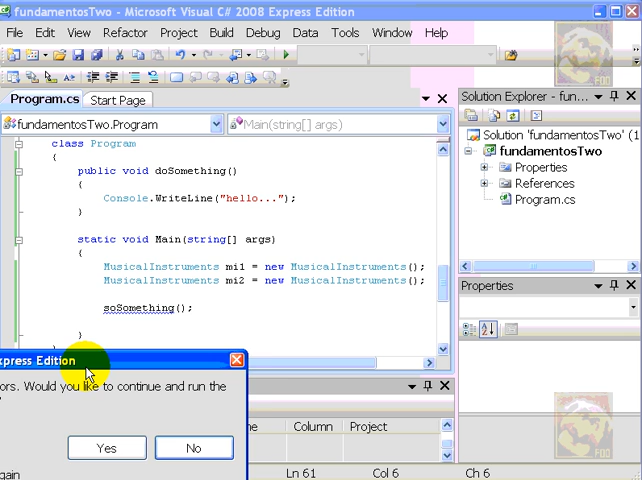 fundamentosTwo - Microsoft Visual C# 2008 Express Edition
File Edit View Refactor Project Build Debug Data Tools Window Help
Program.cs Start Page
fundamentosTwo.Program Main(string[] args)
class Program
{
public void doSomething()
{
Console.WriteLine("hello...");
}
static void Main(string[] args)
{
MusicalInstruments mi1 = new MusicalInstruments();
MusicalInstruments mi2 = new MusicalInstruments();
soSomething();
}
Solution Explorer - fun...
Solution 'fundamentosTwo' (1
fundamentosTwo
Properties
References
Program.cs
Properties
xpress Edition
ors. Would you like to continue and run the
Yes No
gain
ne Column Project
Ln 61 Col 6 Ch 6
FOO